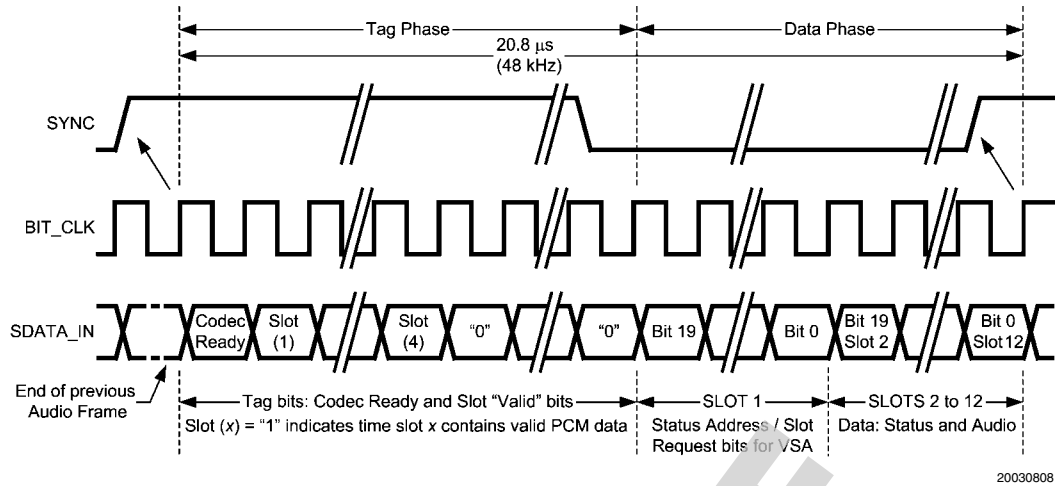 Tag Phase
Data Phase
20.8 μs
(48 kHz)
SYNC
BIT_CLK
SDATA_IN
Codec
Ready
Slot
(1)
Slot
(4)
“0”
“0”
Bit 19
Bit 0
Bit 19
Slot 2
Bit 0
Slot 12
End of previous
Audio Frame
Tag bits: Codec Ready and Slot “Valid” bits
Slot (x) = “1” indicates time slot x contains valid PCM data
SLOT 1
Status Address / Slot
Request bits for VSA
SLOTS 2 to 12
Data: Status and Audio
20030808